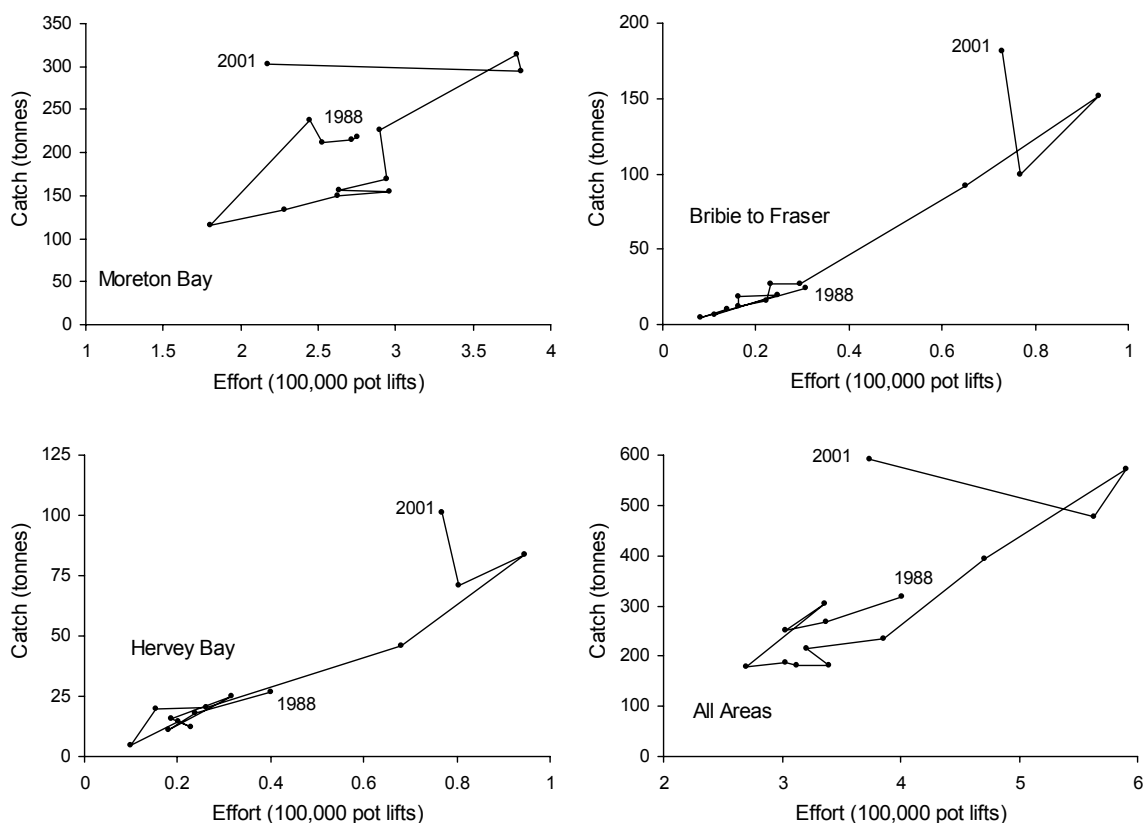 350
300
250
200
150
100
50
0
Catch (tonnes)
2001
1988
Moreton Bay
1 1.5 2 2.5 3 3.5 4
Effort (100,000 pot lifts)
200
150
100
50
0
Catch (tonnes)
2001
Bribie to Fraser
1988
0 0.2 0.4 0.6 0.8 1
Effort (100,000 pot lifts)
125
100
75
50
25
0
Catch (tonnes)
2001
Hervey Bay
1988
0 0.2 0.4 0.6 0.8 1
Effort (100,000 pot lifts)
600
500
400
300
200
100
0
Catch (tonnes)
2001
1988
All Areas
2 3 4 5 6
Effort (100,000 pot lifts)